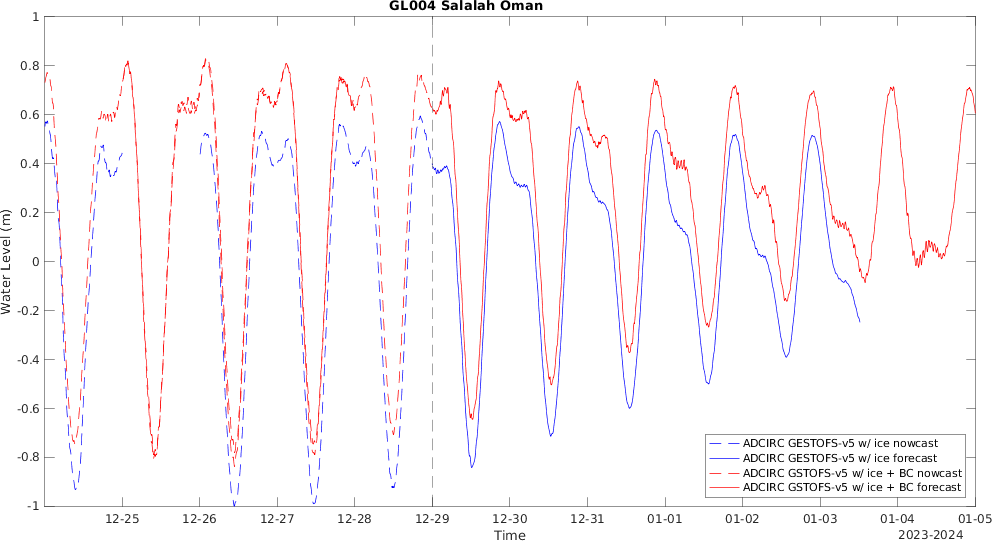 GL004 Salalah Oman
1
0.8
0.6
0.4
0.2
0
-0.2
-0.4
-0.6
-0.8
-1
Water Level (m)
12-25 12-26 12-27 12-28 12-29 12-30 12-31 01-01 01-02 01-03 01-04 01-05
Time
2023-2024
ADCIRC GESTOFS-v5 w/ ice nowcast
ADCIRC GESTOFS-v5 w/ ice forecast
ADCIRC GSTOFS-v5 w/ ice + BC nowcast
ADCIRC GSTOFS-v5 w/ ice + BC forecast